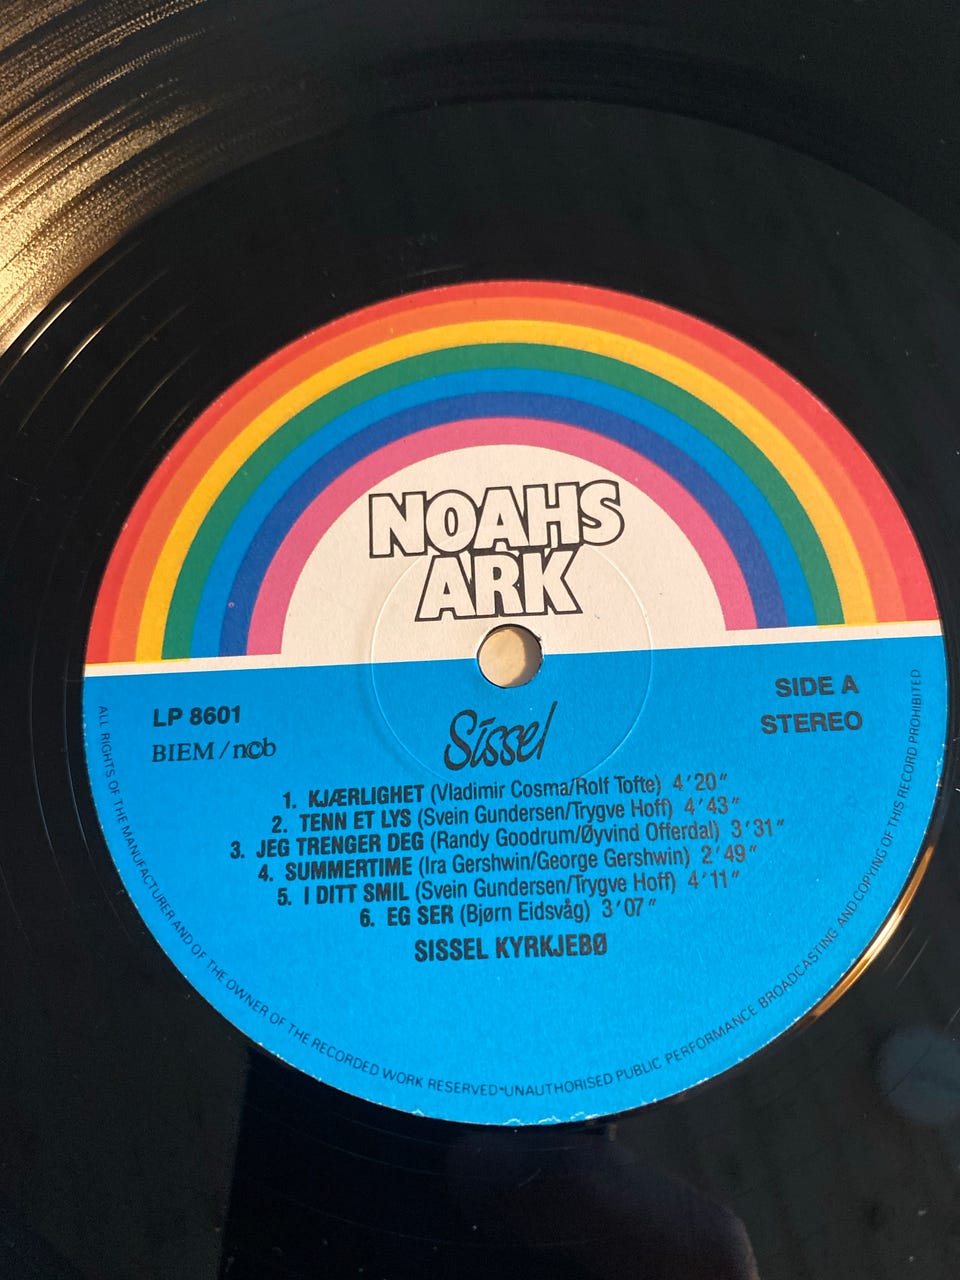 NOAHS
ARK
LP 8601
BIEM / ncb
SIDE A
STEREO
Sissel
1. KJÆRLIGHET (Vladimir Cosma/Rolf Tofte) 4'20"
2. TENN ET LYS (Svein Gundersen/Trygve Hoff) 4'43"
3. JEG TRENGER DEG (Randy Goodrum/Øyvind Offerdal) 3'31"
4. SUMMERTIME (Ira Gershwin/George Gershwin) 2'49"
5. I DITT SMIL (Svein Gundersen/Trygve Hoff) 4'11"
6. EG SER (Bjørn Eidsvåg) 3'07"
SISSEL KYRKJEBØ
ALL RIGHTS OF THE MANUFACTURER AND OF THE OWNER OF THE RECORDED WORK RESERVED-UNAUTHORISED PUBLIC PERFORMANCE BROADCASTING AND COPYING OF THIS RECORD PROHIBITED